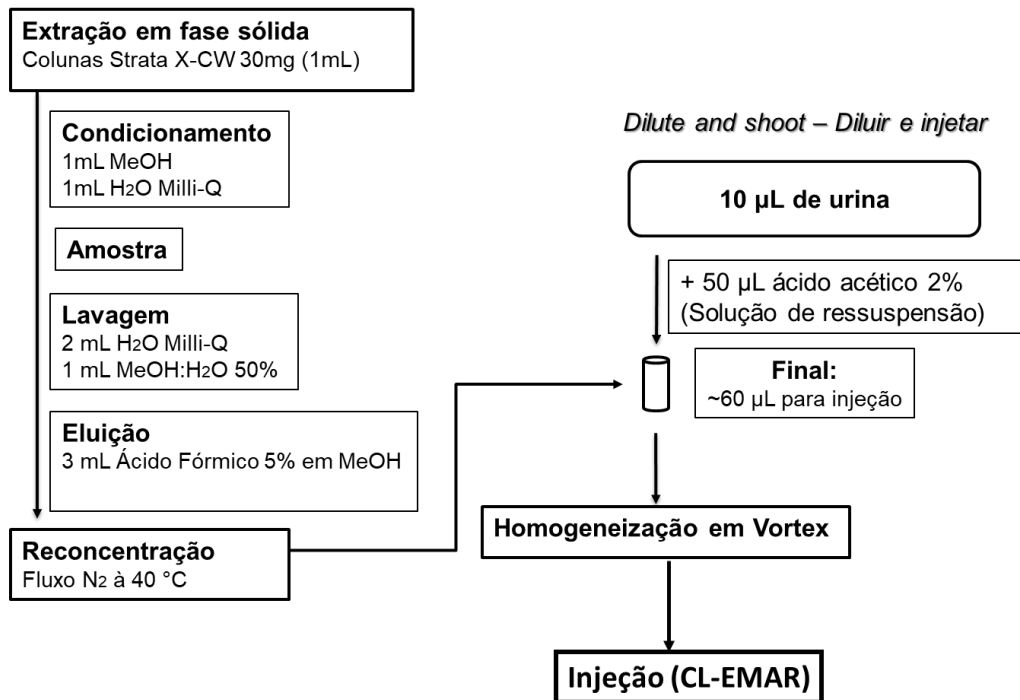 Extração em fase sólida
Colunas Strata X-CW 30mg (1mL)
Condicionamento
1mL MeOH
1mL H2O Milli-Q
Amostra
Lavagem
2 mL H2O Milli-Q
1 mL MeOH:H2O 50%
Eluição
3 mL Ácido Fórmico 5% em MeOH
Reconcentração
Fluxo N2 à 40 °C
Dilute and shoot – Diluir e injetar
10 µL de urina
+ 50 µL ácido acético 2%
(Solução de ressuspensão)
Final:
~60 µL para injeção
Homogeneização em Vortex
Injeção (CL-EMAR)